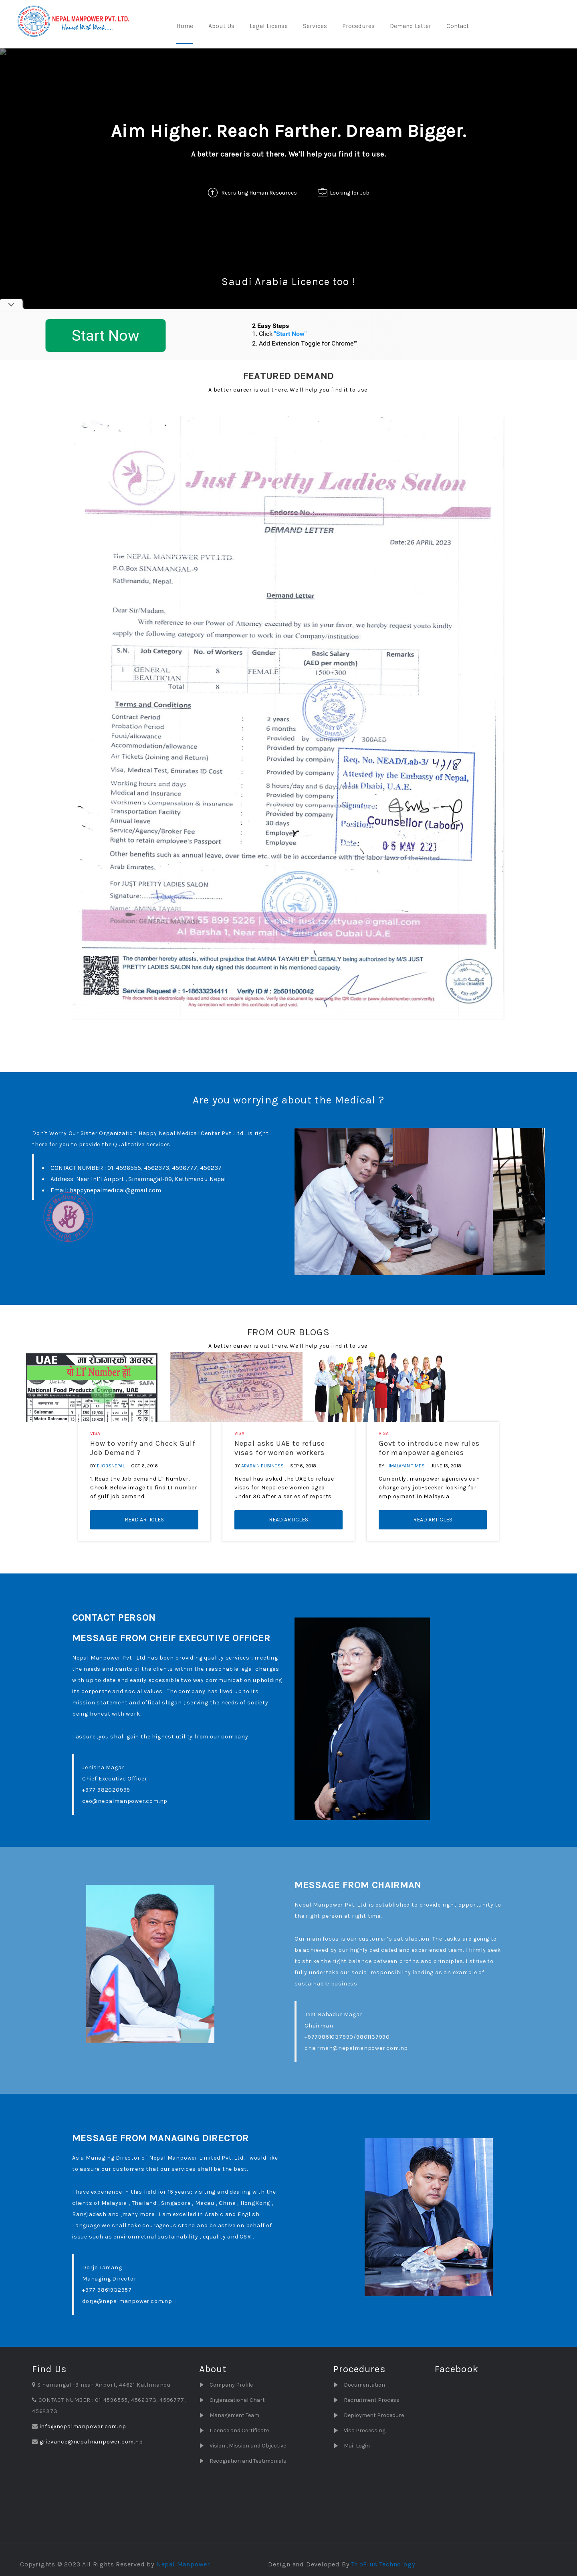 NEPAL MANPOWER PVT. LTD.
Honest With Work......
Home
About Us
Legal License
Services
Procedures
Demand Letter
Contact
Aim Higher. Reach Farther. Dream Bigger.
A better career is out there. We'll help you find it to use.
Recruiting Human Resources
Looking for Job
Saudi Arabia Licence too !
Start Now
2 Easy Steps
1. Click "Start Now"
2. Add Extension Toggle for Chrome™
FEATURED DEMAND
A better career is out there. We'll help you find it to use.
Just Pretty Ladies Salon
Endorse No.:
DEMAND LETTER
Date:26 APRIL 2023
The NEPAL MANPOWER PVT.LTD.
P.O.Box SINAMANGAL-9
Kathmandu, Nepal.
Demand Letter
Dear Sir/Madam,
With reference to our Power of Attorney executed by us in your favor, we hereby request you kindly
supply the following category of manpower to work in our Company/institution:
S.N. Job Category No. of Workers Gender Basic Salary (AED per month) Remarks
1 GENERAL BEAUTICIAN 8 FEMALE 1500+300
Total 8
Terms and Conditions
Contract Period : 2 years
Probation Period : 6 months
Food/allowance : Provided by company / 300AED
Accommodation/allowance : Provided by company
Air Tickets (Joining and Return) : Provided by company
Visa, Medical Test, Emirates ID Cost : Provided by company
Working hours and days : 8 hours/day and 6 days/
Medical and Insurance : Provided by company
Workmen's Compensation & Insurance : Provided by company
Transportation Facility : Provided by company
Annual leave : 30 days
Service/Agency/Broker Fee : Employer
Right to retain employee's Passport : Employee
Req. No. NEAD/Lab-3/
Attested by the Embassy of Nepal,
Abu Dhabi, U.A.E.
Signature:
Position: Counsellor (Labour)
Date: 05 MAY 2023
Other benefits such as annual leave, over time etc. will be in accordance with the labor laws of the United
Arab Emirates.
For JUST PRETTY LADIES SALON
Signature:
Name: AMINA TAYARI
Position: GENERAL MANAGER
Al Barsha 1, Near mall of Emirates Dubai U.A.E
The chamber hereby attests, without prejudice that AMINA TAYARI EP ELGEBALY being authorized by M/S JUST
PRETTY LADIES SALON has duly signed this document in his mentioned capacity
Service Request # : 1-18633234411 Verify ID # : 2b501b00042
This document is electronically issued and does not require signature. You may verify its authenticity by scanning the QR Code or (www.dubaichamber.com/verify).
Any correction will render this certificate null and void.
Are you worrying about the Medical ?
Don't Worry Our Sister Organization Happy Nepal Medical Center Pvt .Ltd . is right
there for you to provide the Qualitative services.
CONTACT NUMBER : 01-4596555, 4562373, 4596777, 456237
Address: Near Int'l Airport , Sinamnagal-09, Kathmandu Nepal
Email: happynepalmedical@gmail.com
FROM OUR BLOGS
A better career is out there. We'll help you find it to use.
UAE मा रोजगारको अवसर
दो LT Number हो!
National Food Products Company, UAE
VISA
How to verify and Check Gulf
Job Demand ?
BY EJOBSNEPAL | OCT 6, 2016
1. Read the Job demand LT Number.
Check Below image to find LT number
of gulf job demand.
READ ARTICLES
VISA
Nepal asks UAE to refuse
visas for women workers
BY ARABAIN BUSINESS | SEP 6, 2018
Nepal has asked the UAE to refuse
visas for Nepalese women aged
under 30 after a series of reports
READ ARTICLES
VISA
Govt to introduce new rules
for manpower agencies
BY HIMALAYAN TIMES | JUNE 13, 2018
Currently, manpower agencies can
charge any job-seeker looking for
employment in Malaysia
READ ARTICLES
CONTACT PERSON
MESSAGE FROM CHEIF EXECUTIVE OFFICER
Nepal Manpower Pvt . Ltd has been providing quality services ; meeting
the needs and wants of the clients within the reasonable legal charges
with up to date and easily accessible two way communication upholding
its corporate and social values . The company has lived up to its
mission statement and offical slogan ; serving the needs of society
being honest with work.
I assure ,you shall gain the highest utility from our company.
Jenisha Magar
Chief Executive Officer
+977 982020999
ceo@nepalmanpower.com.np
MESSAGE FROM CHAIRMAN
Nepal Manpower Pvt. Ltd. is established to provide right opportunity to
the right person at right time.
Our main focus is our customer's satisfaction. The tasks are going to
be achieved by our highly dedicated and experienced team. I firmly seek
to strike the right balance between profits and principles. I strive to
fully undertake our social responsibility leading as an example of
sustainable business.
Jeet Bahadur Magar
Chairman
+9779851037990/9801137990
chairman@nepalmanpower.com.np
MESSAGE FROM MANAGING DIRECTOR
As a Managing Director of Nepal Manpower Limited Pvt. Ltd. I would like
to assure our customers that our services shall be the best.
I have experience in this field for 15 years; visiting and dealing with the
clients of Malaysia , Thailand , Singapore , Macau , China , HongKong ,
Bangladesh and ,many more . I am excelled in Arabic and English
Language We shall take courageous stand and be active on behalf of
issue such as environmetnal sustainability , equality and CSR .
Dorje Tamang
Managing Director
+977 9861932957
dorje@nepalmanpower.com.np
Find Us
Sinamangal -9 near Airport, 44621 Kathmandu
CONTACT NUMBER : 01-4596555, 4562373, 4596777,
4562373
info@nepalmanpower.com.np
grievance@nepalmanpower.com.np
About
Company Profile
Organizational Chart
Management Team
License and Certificate
Vision , Mission and Objective
Recognition and Testimonials
Procedures
Documentation
Recruitment Process
Deployment Procedure
Visa Processing
Mail Login
Facebook
Copyrights © 2023 All Rights Reserved by Nepal Manpower
Design and Developed By TricPlus Technology